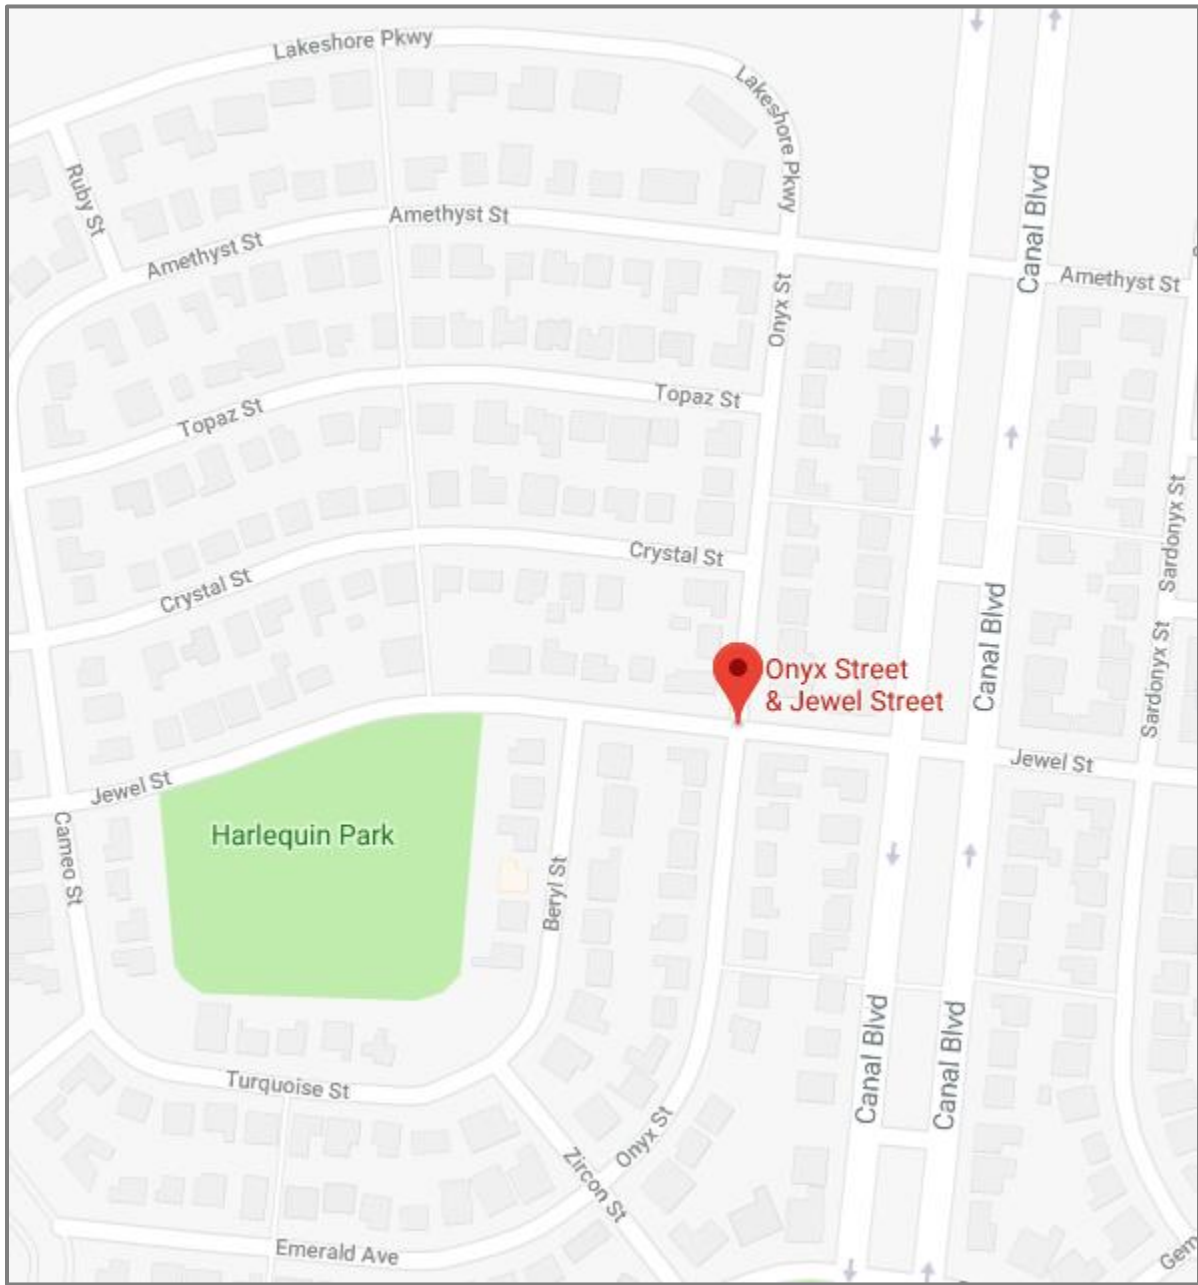 Lakeshore Pkwy
Lakeshore Pkwy
Ruby St
Canal Blvd
Amethyst St
Amethyst St
Amethyst St
Onyx St
Topaz St
Topaz St
Sardonyx St
Crystal St
Crystal St
Canal Blvd
Sardonyx St
Onyx Street
& Jewel Street
Jewel St
Jewel St
Harlequin Park
Cameo St
Beryl St
Canal Blvd
Canal Blvd
Turquoise St
Onyx St
Zircon St
Emerald Ave
Gem